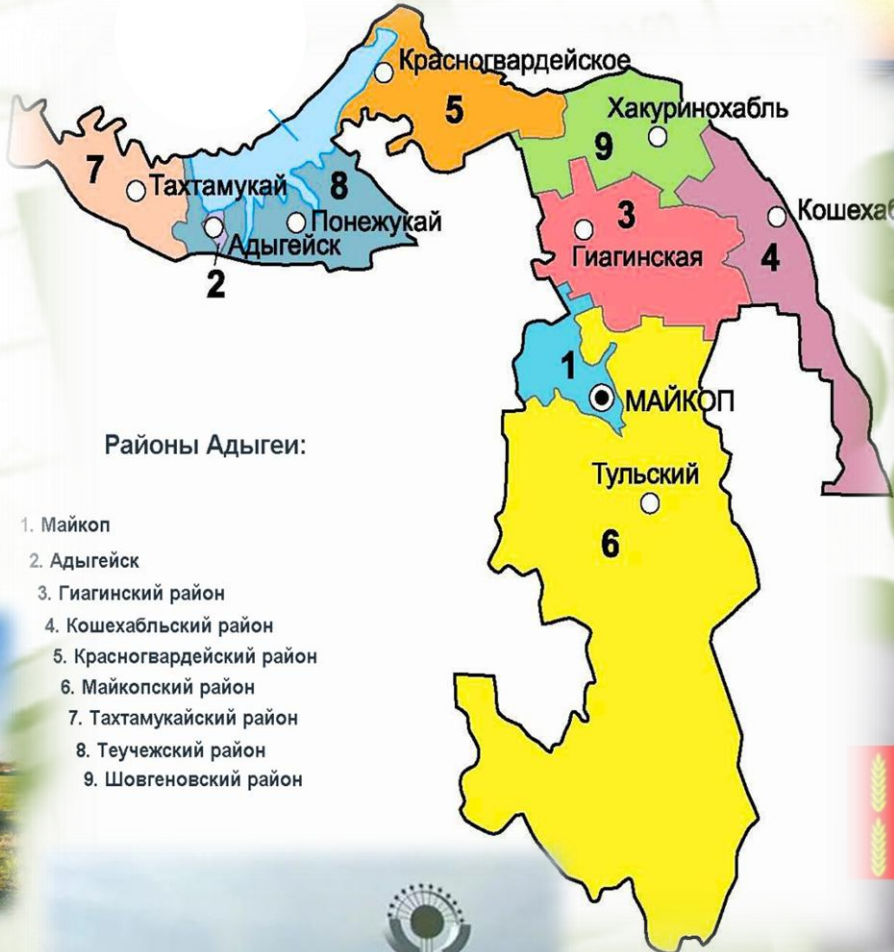 Красногвардейское
5
Хакуринохабль
9
7
Тахтамукай
8
Понежукай
Адыгейск
2
3
Гиагинская
4
1
МАЙКОП
Тульский
6
Районы Адыгеи:
1. Майкоп
2. Адыгейск
3. Гиагинский район
4. Кошехабльский район
5. Красногвардейский район
6. Майкопский район
7. Тахтамукайский район
8. Теучежский район
9. Шовгеновский район